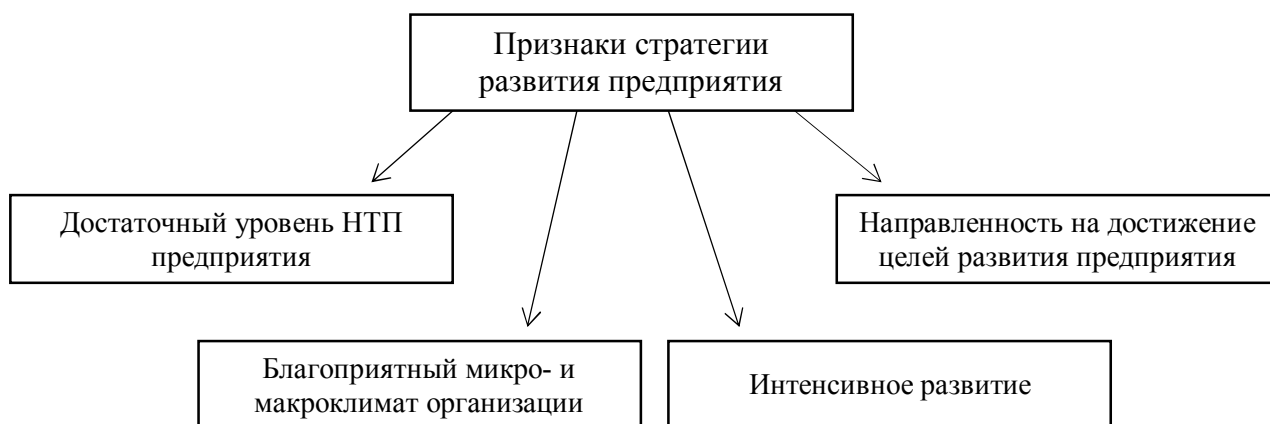 Признаки стратегии
развития предприятия
Достаточный уровень НТП
предприятия
Направленность на достижение
целей развития предприятия
Благоприятный микро- и
макроклимат организации
Интенсивное развитие